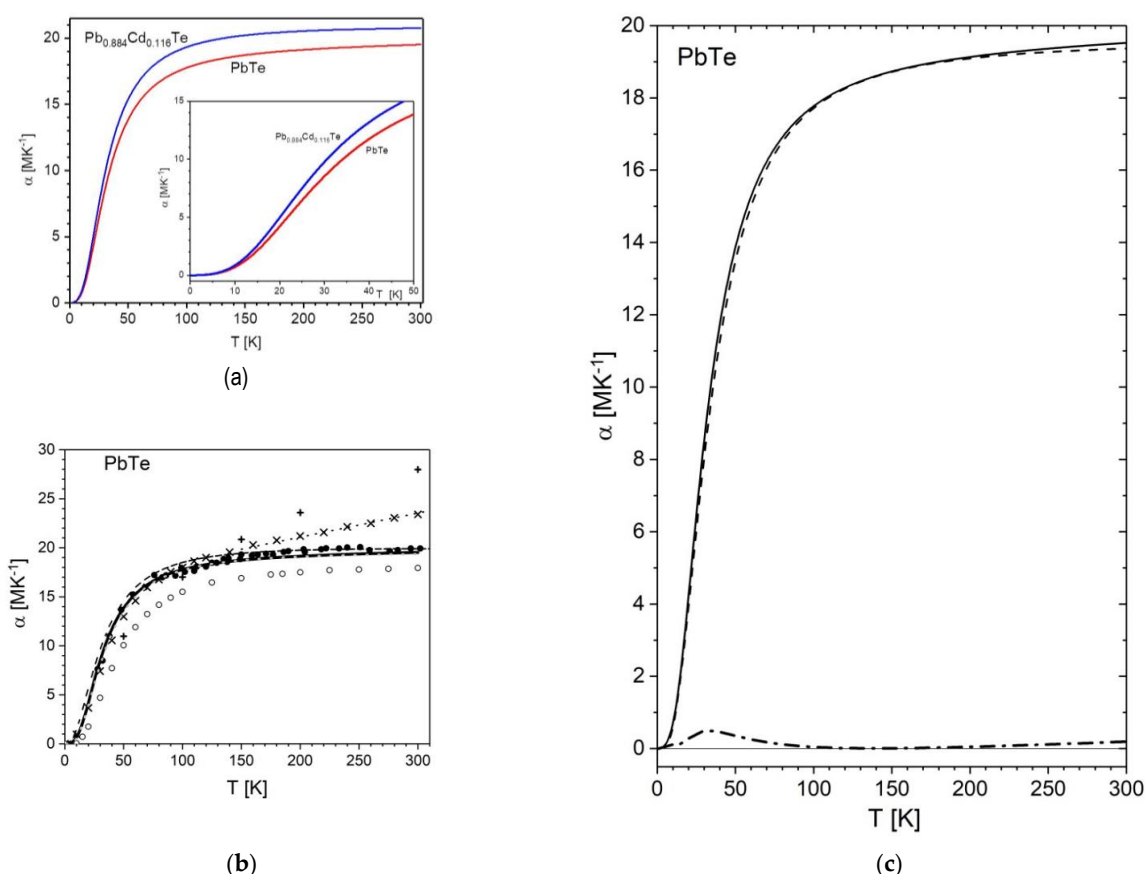 Pb0.884Cd0.116Te
PbTe
α [MK-1]
20
15
10
5
0
0 50 100 150 200 250 300
T [K]
15
10
5
0
Pb0.884Cd0.116Te
PbTe
α [MK-1]
0 10 20 30 40 50
T [K]
(a)
PbTe
α [MK-1]
30
25
20
15
10
5
0
0 50 100 150 200 250 300
T [K]
(b)
PbTe
α [MK-1]
20
18
16
14
12
10
8
6
4
2
0
0 50 100 150 200 250 300
T [K]
(c)